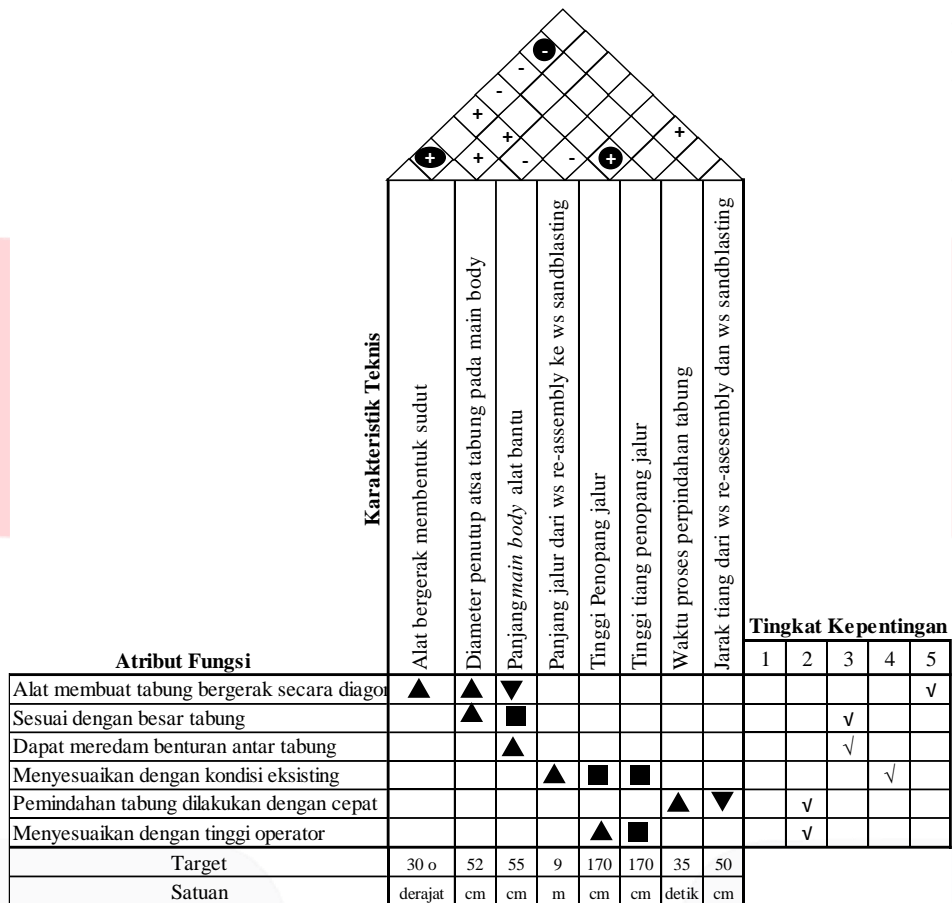 -
-
-
+
+
+
+
+
-
-
+
Karakteristik Teknis
Alat bergerak membentuk sudut
Diameter penutup atsa tabung pada main body
Panjang main body alat bantu
Panjang jalur dari ws re-assembly ke ws sandblasting
Tinggi Penopang jalur
Tinggi tiang penopang jalur
Waktu proses perpindahan tabung
Jarak tiang dari ws re-asesembly dan ws sandblasting
Tingkat Kepentingan
Atribut Fungsi
1 2 3 4 5
Alat membuat tabung bergerak secara diagon ▲ ▲ ▼ √
Sesuai dengan besar tabung ▲ ■ √
Dapat meredam benturan antar tabung ▲ √
Menyesuaikan dengan kondisi eksisting ▲ ■ ■ √
Pemindahan tabung dilakukan dengan cepat ▲ ▼ √
Menyesuaikan dengan tinggi operator ▲ ■ √
Target 30 o 52 55 9 170 170 35 50
Satuan derajat cm cm m cm cm detik cm